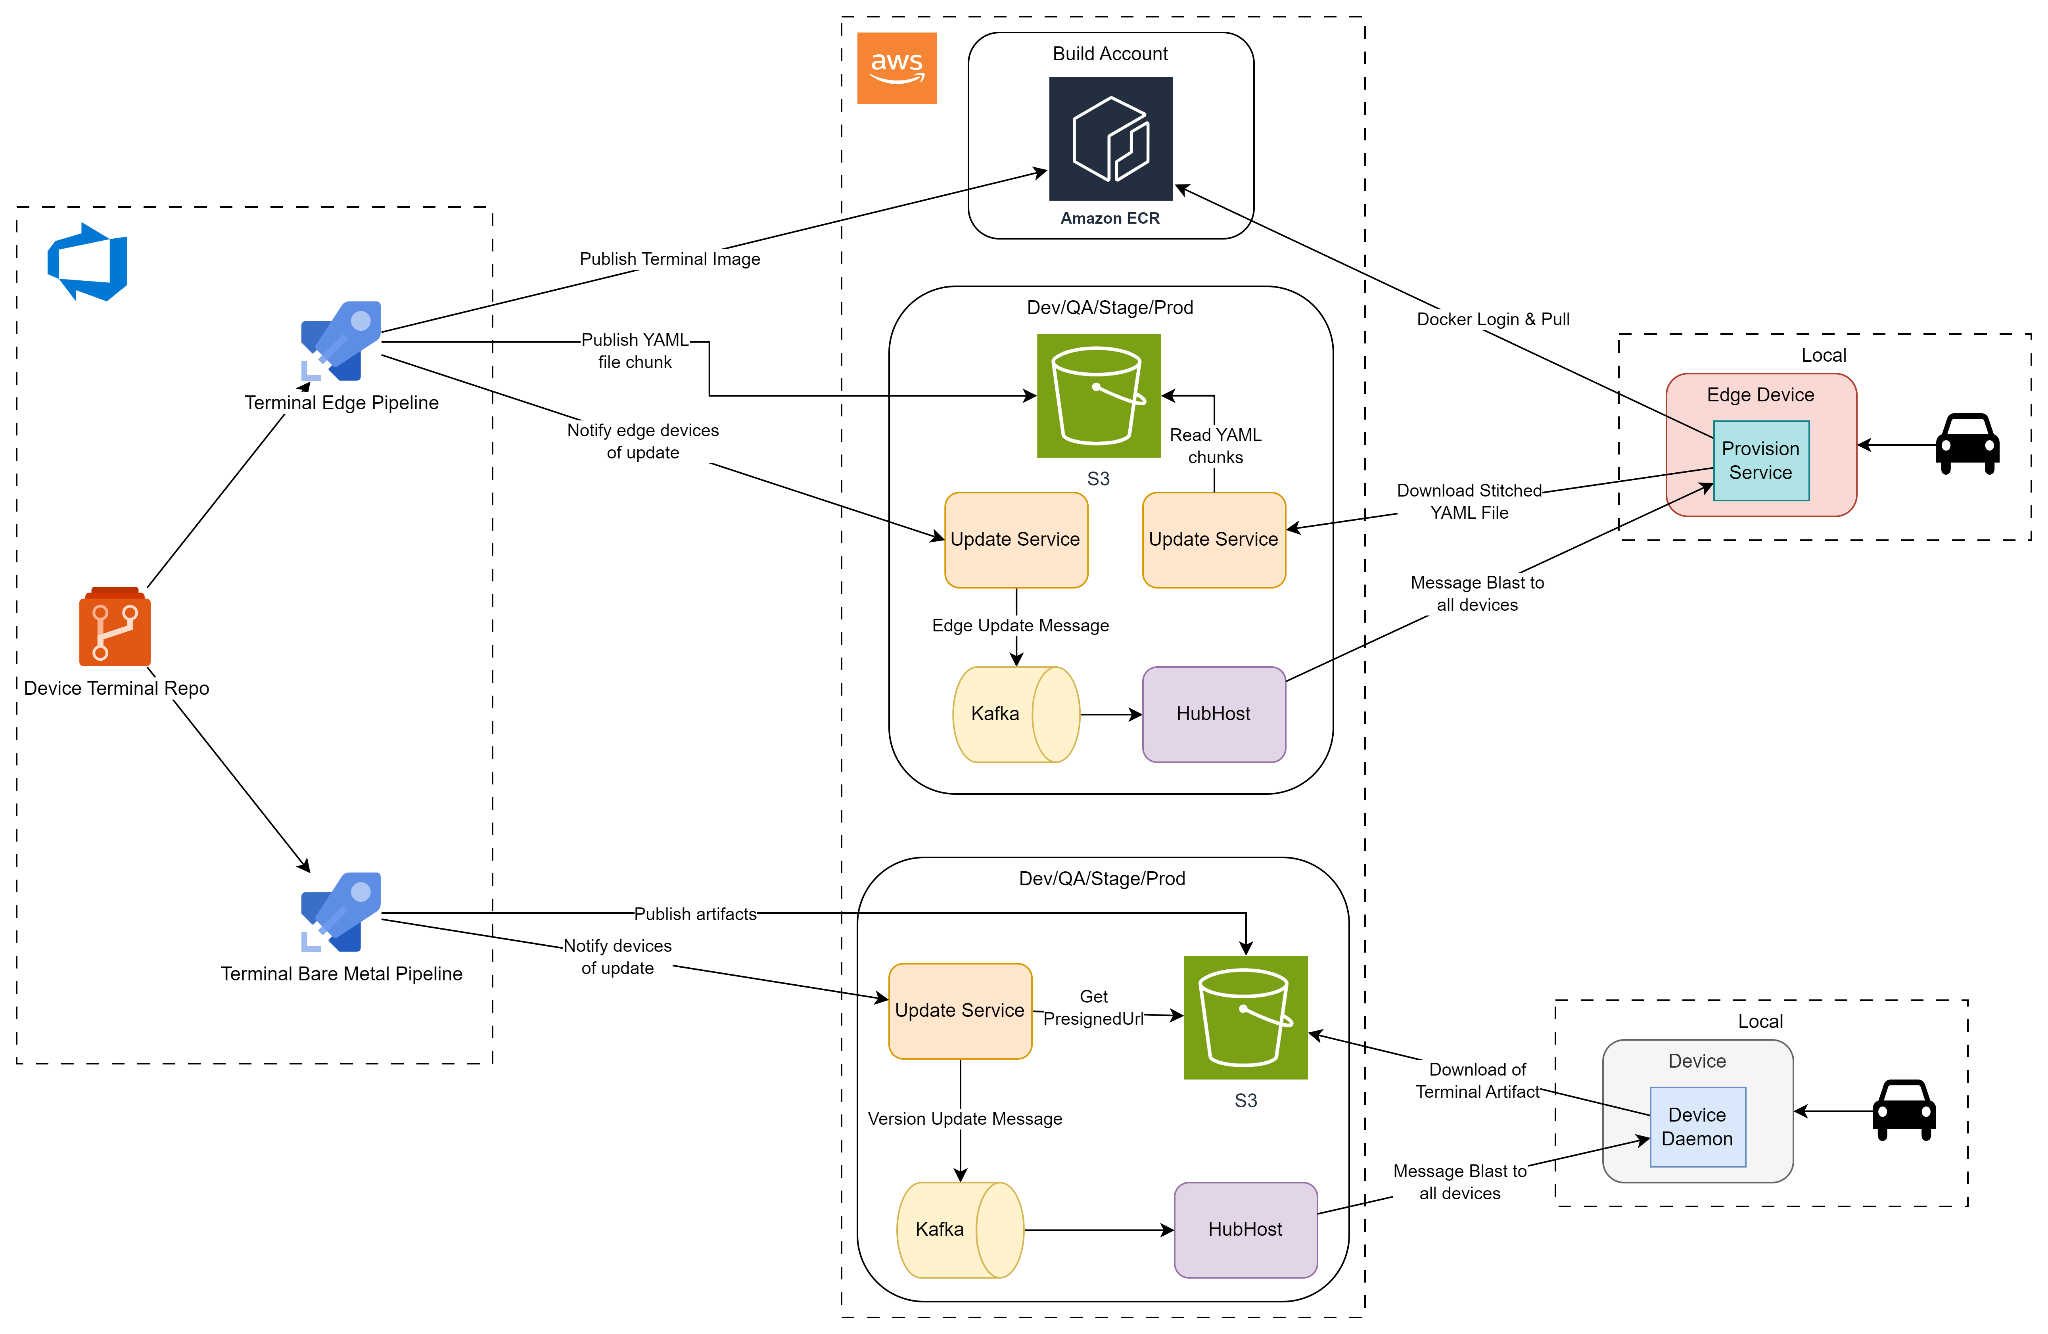 aws
Build Account
Amazon ECR
Publish Terminal Image
Terminal Edge Pipeline
Publish YAML
file chunk
Notify edge devices
of update
Device Terminal Repo
Terminal Bare Metal Pipeline
Dev/QA/Stage/Prod
S3
Read YAML
chunks
Update Service
Update Service
Edge Update Message
Kafka
HubHost
Docker Login & Pull
Local
Edge Device
Provision
Service
Download Stitched
YAML File
Message Blast to
all devices
Dev/QA/Stage/Prod
Publish artifacts
Notify devices
of update
Update Service
Get
PresignedUrl
S3
Version Update Message
Kafka
HubHost
Local
Device
Device
Daemon
Download of
Terminal Artifact
Message Blast to
all devices